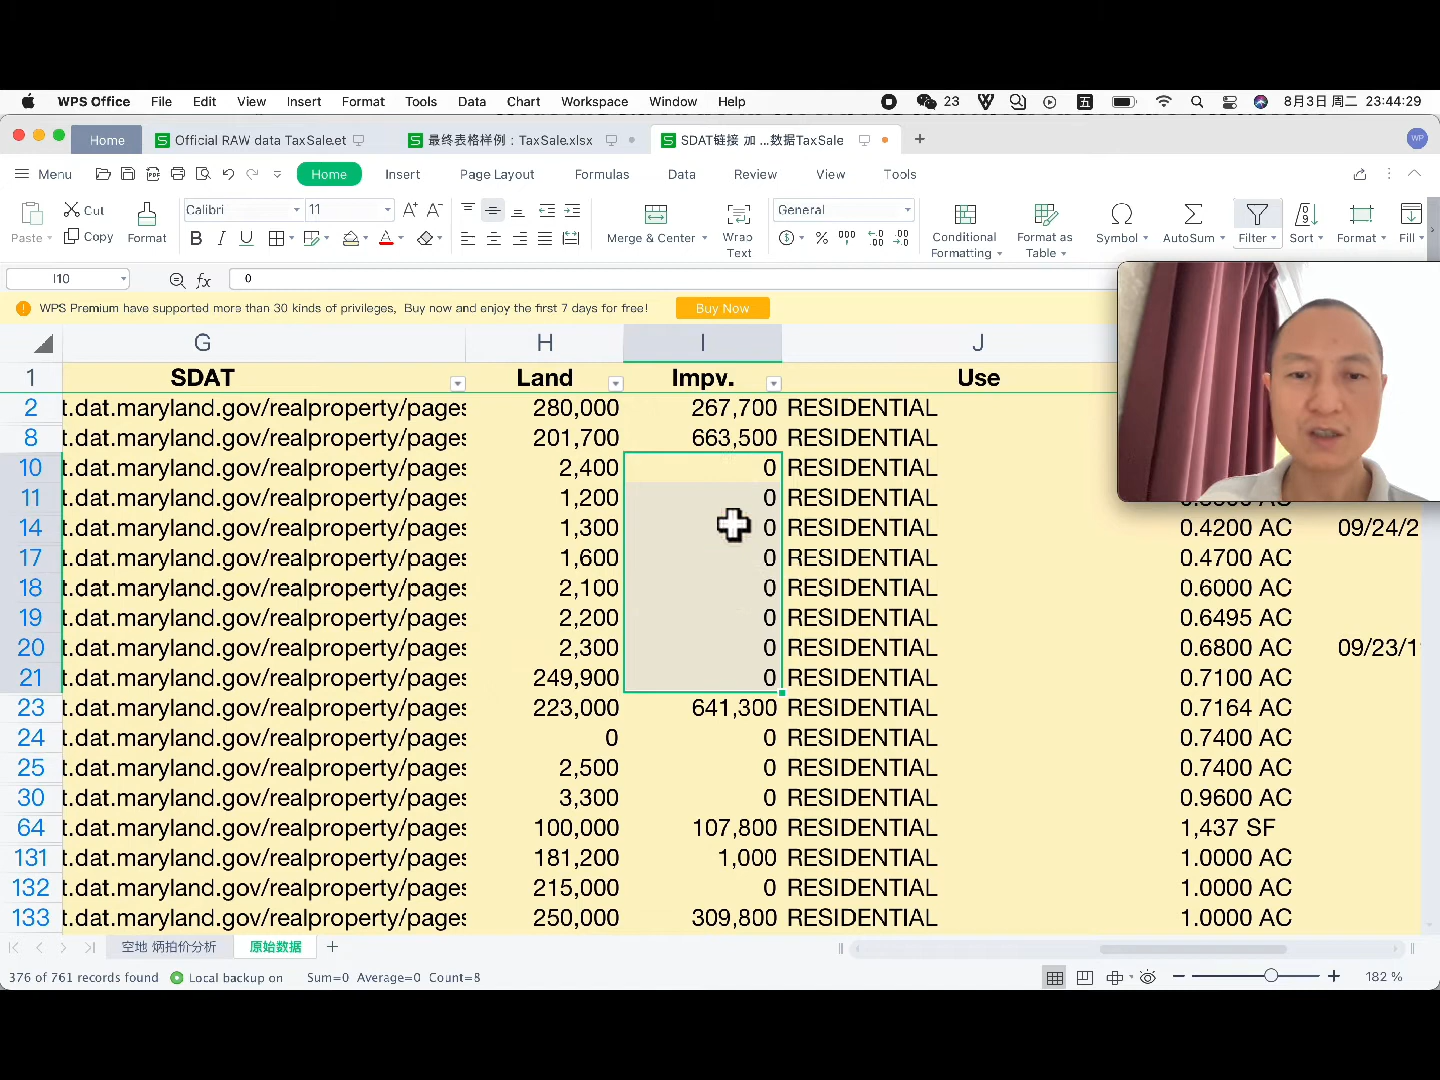 WPS Office File Edit View Insert Format Tools Data Chart Workspace Window Help 23 五 8月3日 周二 23:44:29
Home Official RAW data TaxSale.et 最终表格样例：TaxSale.xlsx SDAT链接 加 ...数据TaxSale + WP
Menu Home Insert Page Layout Formulas Data Review View Tools
Paste Cut Copy Format Calibri 11 A+ A- B I U A Merge & Center Wrap Text General Conditional Formatting Format as Table Symbol AutoSum Filter Sort Format Fill
I10 fx 0
WPS Premium have supported more than 30 kinds of privileges, Buy now and enjoy the first 7 days for free! Buy Now
G H I J
1 SDAT Land Impv. Use
2 t.dat.maryland.gov/realproperty/pages 280,000 267,700 RESIDENTIAL
8 t.dat.maryland.gov/realproperty/pages 201,700 663,500 RESIDENTIAL
10 t.dat.maryland.gov/realproperty/pages 2,400 0 RESIDENTIAL
11 t.dat.maryland.gov/realproperty/pages 1,200 0 RESIDENTIAL
14 t.dat.maryland.gov/realproperty/pages 1,300 0 RESIDENTIAL 0.4200 AC 09/24/2
17 t.dat.maryland.gov/realproperty/pages 1,600 0 RESIDENTIAL 0.4700 AC
18 t.dat.maryland.gov/realproperty/pages 2,100 0 RESIDENTIAL 0.6000 AC
19 t.dat.maryland.gov/realproperty/pages 2,200 0 RESIDENTIAL 0.6495 AC
20 t.dat.maryland.gov/realproperty/pages 2,300 0 RESIDENTIAL 0.6800 AC 09/23/1
21 t.dat.maryland.gov/realproperty/pages 249,900 0 RESIDENTIAL 0.7100 AC
23 t.dat.maryland.gov/realproperty/pages 223,000 641,300 RESIDENTIAL 0.7164 AC
24 t.dat.maryland.gov/realproperty/pages 0 0 RESIDENTIAL 0.7400 AC
25 t.dat.maryland.gov/realproperty/pages 2,500 0 RESIDENTIAL 0.7400 AC
30 t.dat.maryland.gov/realproperty/pages 3,300 0 RESIDENTIAL 0.9600 AC
64 t.dat.maryland.gov/realproperty/pages 100,000 107,800 RESIDENTIAL 1,437 SF
131 t.dat.maryland.gov/realproperty/pages 181,200 1,000 RESIDENTIAL 1.0000 AC
132 t.dat.maryland.gov/realproperty/pages 215,000 0 RESIDENTIAL 1.0000 AC
133 t.dat.maryland.gov/realproperty/pages 250,000 309,800 RESIDENTIAL 1.0000 AC
空地 炳拍价分析 原始数据 +
376 of 761 records found Local backup on Sum=0 Average=0 Count=8 182 %